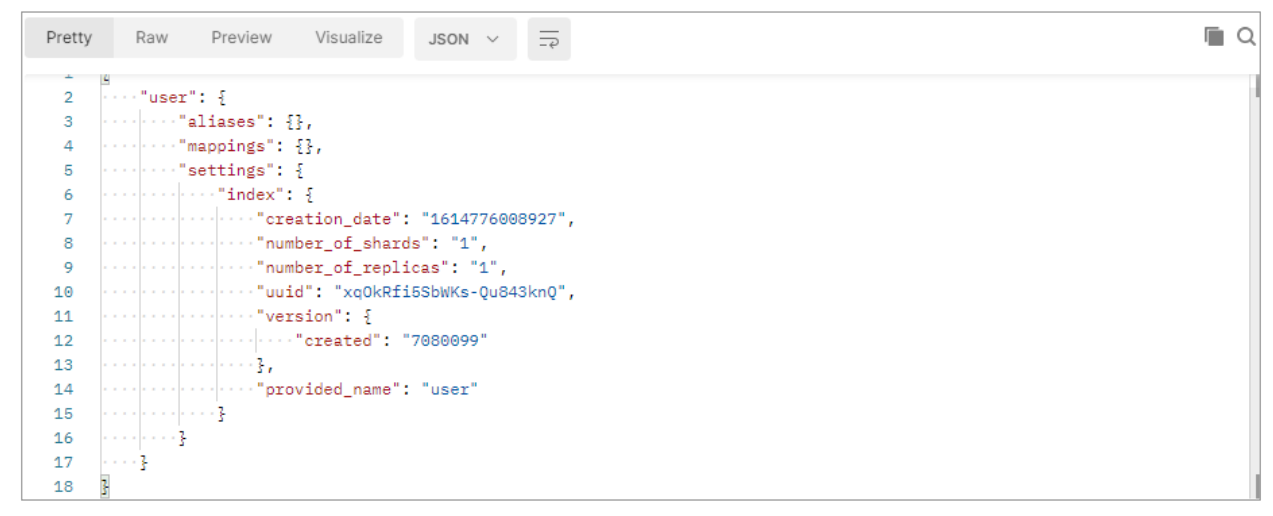 Pretty Raw Preview Visualize JSON
1 {
2 "user": {
3 "aliases": {},
4 "mappings": {},
5 "settings": {
6 "index": {
7 "creation_date": "1614776008927",
8 "number_of_shards": "1",
9 "number_of_replicas": "1",
10 "uuid": "xqOkRfi5SbWKs-Qu843knQ",
11 "version": {
12 "created": "7080099"
13 },
14 "provided_name": "user"
15 }
16 }
17 }
18 }